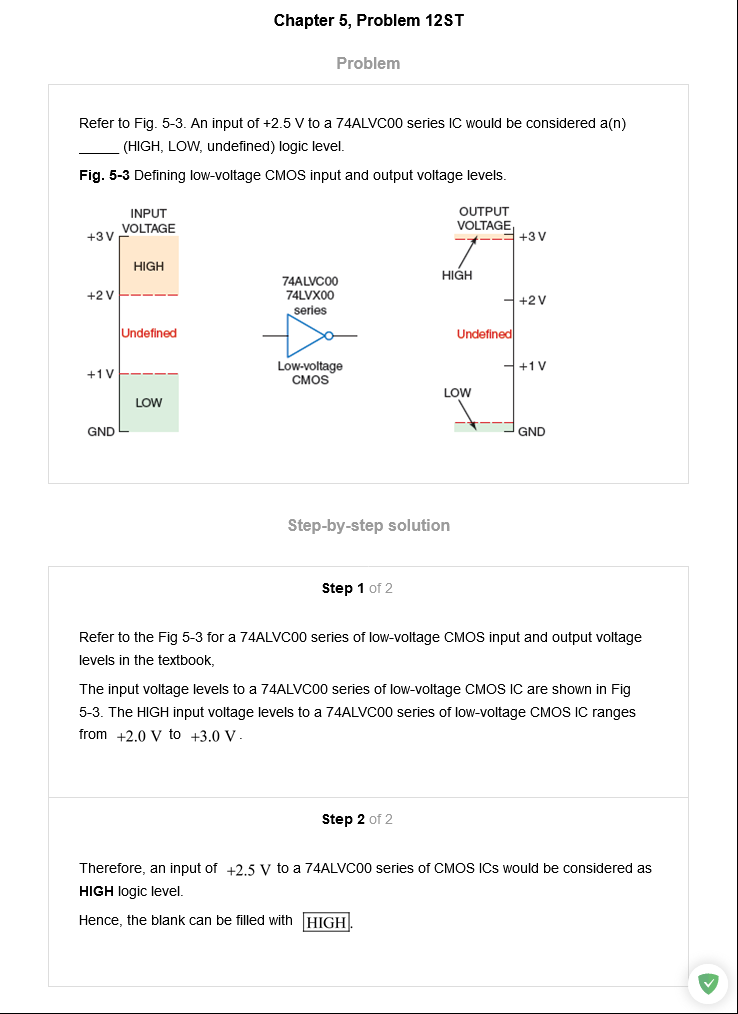 Chapter 5, Problem 12ST
Problem
Refer to Fig. 5-3. An input of +2.5 V to a 74ALVC00 series IC would be considered a(n)
_____ (HIGH, LOW, undefined) logic level.
Fig. 5-3 Defining low-voltage CMOS input and output voltage levels.
INPUT
VOLTAGE
+3 V
HIGH
+2 V
Undefined
+1 V
LOW
GND
74ALVC00
74LVX00
series
Low-voltage
CMOS
OUTPUT
VOLTAGE
+3 V
HIGH
+2 V
Undefined
+1 V
LOW
GND
Step-by-step solution
Step 1 of 2
Refer to the Fig 5-3 for a 74ALVC00 series of low-voltage CMOS input and output voltage
levels in the textbook,
The input voltage levels to a 74ALVC00 series of low-voltage CMOS IC are shown in Fig
5-3. The HIGH input voltage levels to a 74ALVC00 series of low-voltage CMOS IC ranges
from +2.0 V to +3.0 V.
Step 2 of 2
Therefore, an input of +2.5 V to a 74ALVC00 series of CMOS ICs would be considered as
HIGH logic level.
Hence, the blank can be filled with HIGH.